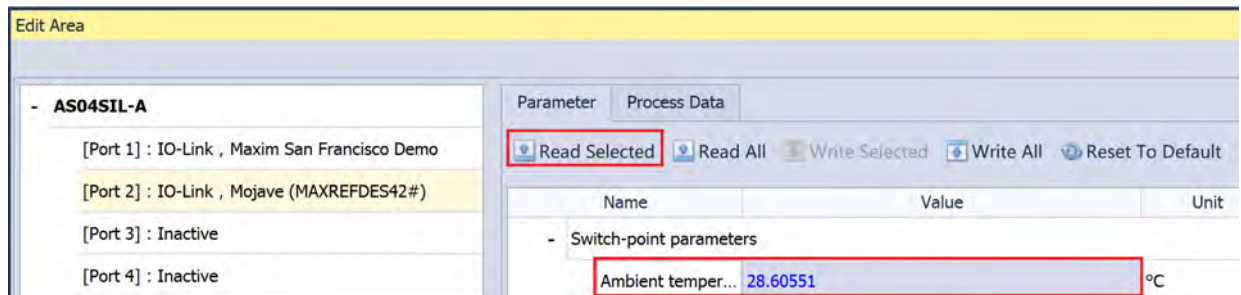 Edit Area
- AS04SIL-A
[Port 1] : IO-Link , Maxim San Francisco Demo
[Port 2] : IO-Link , Mojave (MAXREFDES42#)
[Port 3] : Inactive
[Port 4] : Inactive
Parameter Process Data
Read Selected Read All Write Selected Write All Reset To Default
Name Value Unit
- Switch-point parameters
Ambient temper... 28.60551 °C